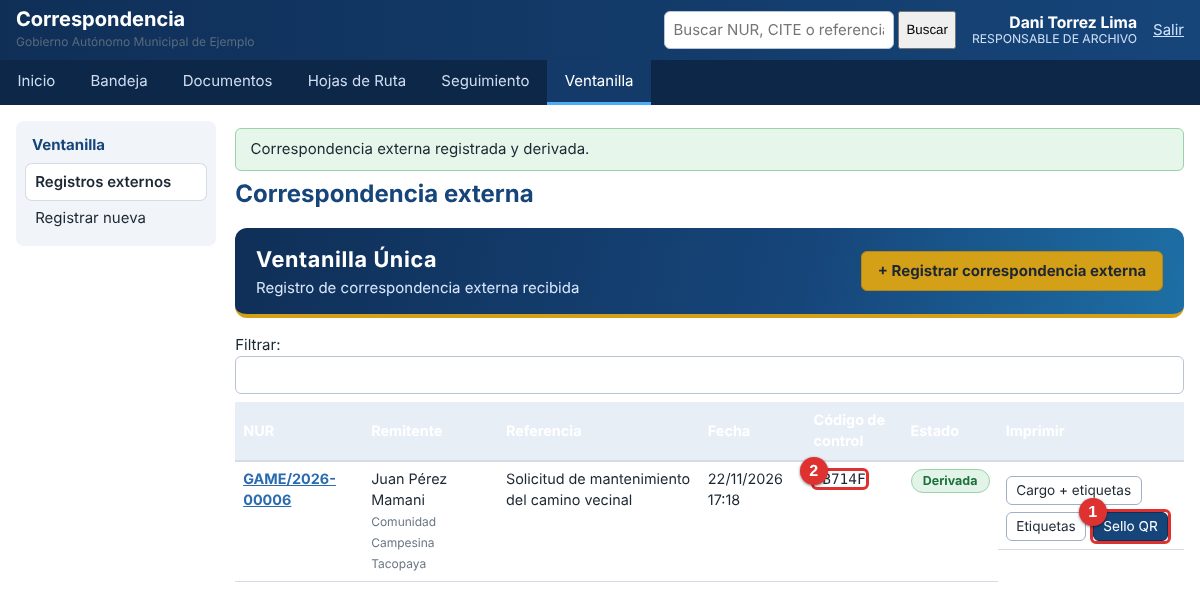 Correspondencia
Gobierno Autónomo Municipal de Ejemplo
Buscar NUR, CITE o referenci
Buscar
Dani Torrez Lima
RESPONSABLE DE ARCHIVO
Salir
Inicio
Bandeja
Documentos
Hojas de Ruta
Seguimiento
Ventanilla
Ventanilla
Registros externos
Registrar nueva
Correspondencia externa registrada y derivada.
Correspondencia externa
Ventanilla Única
Registro de correspondencia externa recibida
+ Registrar correspondencia externa
Filtrar:
NUR
Remitente
Referencia
Fecha
Código de
control
Estado
Imprimir
GAME/2026-
00006
Juan Pérez
Mamani
Comunidad
Campesina
Tacopaya
Solicitud de mantenimiento
del camino vecinal
22/11/2026
17:18
2
Derivada
Cargo + etiquetas
Etiquetas
1
Sello QR